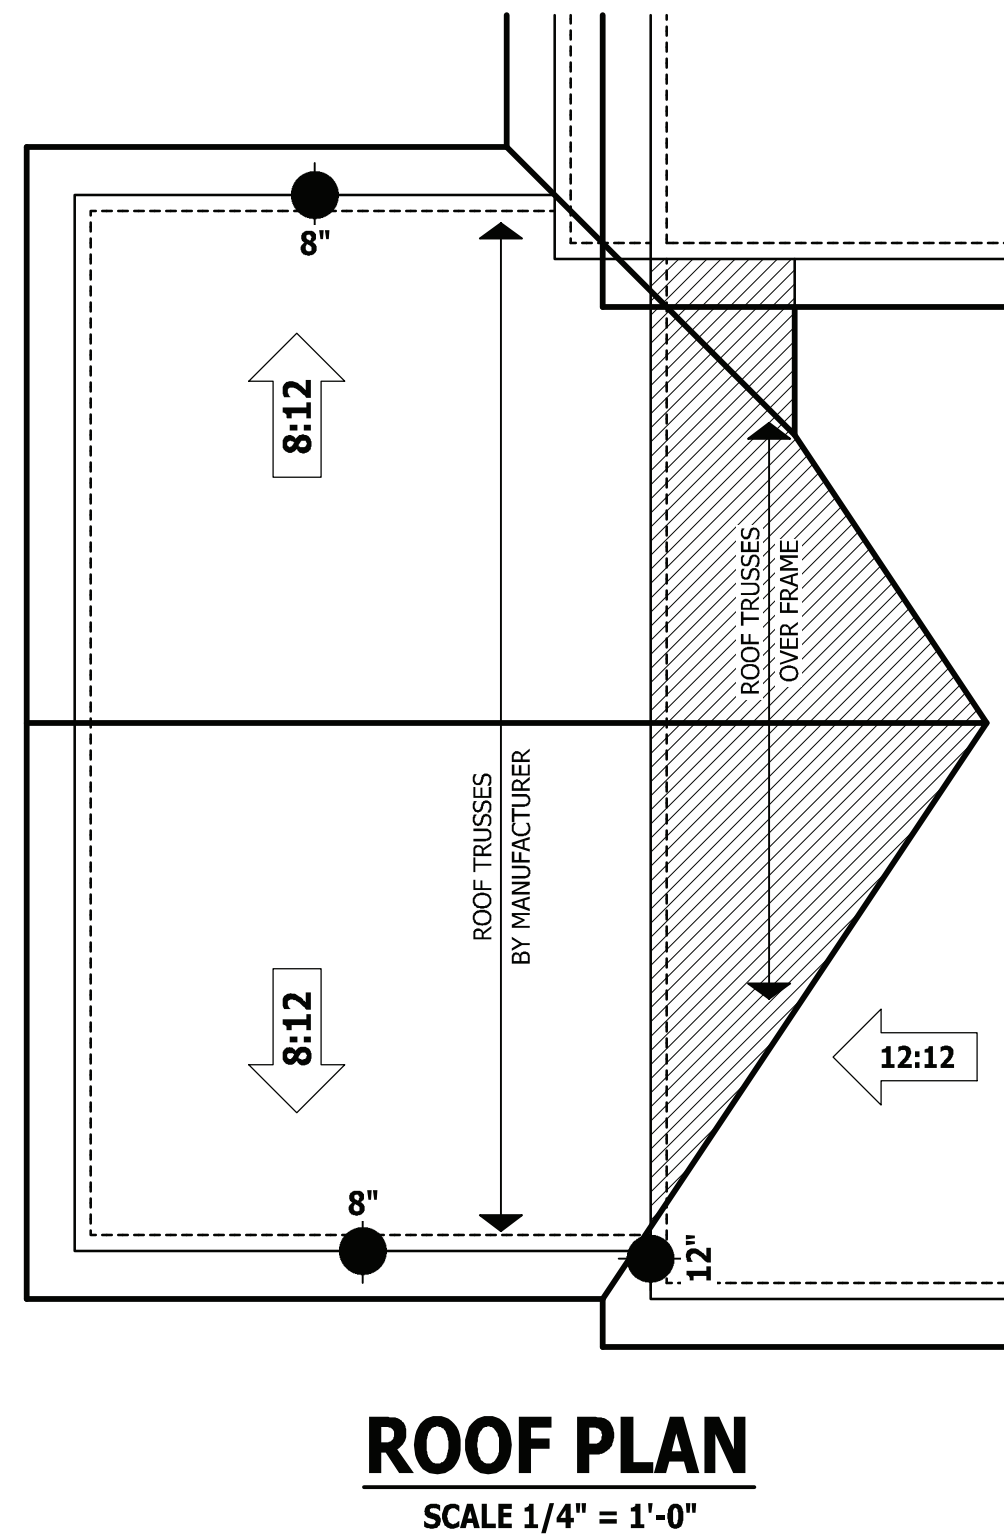 8"
8:12
ROOF TRUSSES
OVER FRAME
ROOF TRUSSES
BY MANUFACTURER
8:12
12:12
8"
12"
ROOF PLAN
SCALE 1/4" = 1'-0"